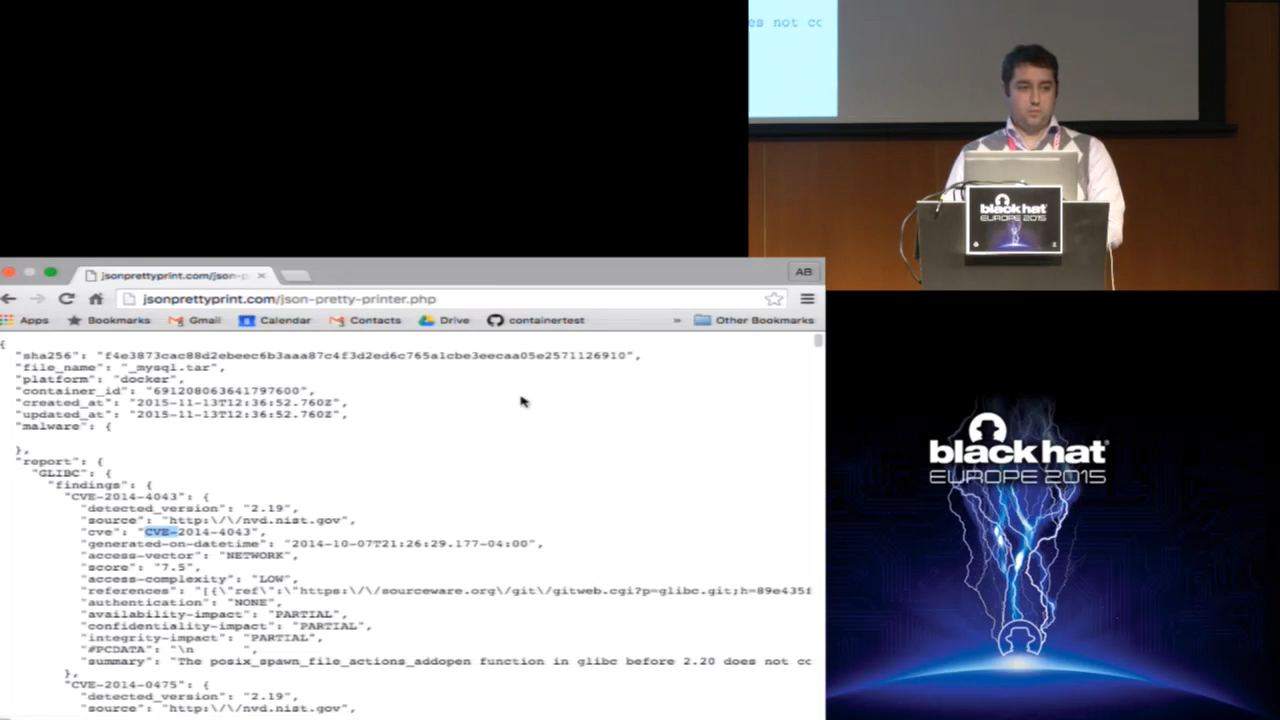 es not cc
black hat
EUROPE 2015
jsonprettyprint.com/json-p
AB
jsonprettyprint.com/json-pretty-printer.php
Apps
Bookmarks
Gmail
8 Calendar
Contacts
Drive
containertest
»
Other Bookmarks
{
"sha256": "f4e3873cac88d2ebeec6b3aaa87c4f3d2ed6c765a1cbe3eecaa05e2571126910",
"file_name": "_mysql.tar",
"platform": "docker",
"container_id": "691208063641797600",
"created_at": "2015-11-13T12:36:52.760Z",
"updated_at": "2015-11-13T12:36:52.760Z",
"malware": {
},
"report": {
"GLIBC": {
"findings": {
"CVE-2014-4043": {
"detected_version": "2.19",
"source": "http:\/\/nvd.nist.gov",
"cve": "CVE-2014-4043",
"generated-on-datetime": "2014-10-07T21:26:29.177-04:00",
"access-vector": "NETWORK",
"score": "7.5",
"access-complexity": "LOW",
"references": "[{\"ref\":\"https:\/\/sourceware.org\/git\/gitweb.cgi?p=glibc.git;h=89e435f
"authentication": "NONE",
"availability-impact": "PARTIAL",
"confidentiality-impact": "PARTIAL",
"integrity-impact": "PARTIAL",
"#PCDATA": "\n ",
"summary": "The posix_spawn_file_actions_addopen function in glibc before 2.20 does not cc
},
"CVE-2014-0475": {
"detected_version": "2.19",
"source": "http:\/\/nvd.nist.gov",
black hat
EUROPE 2015